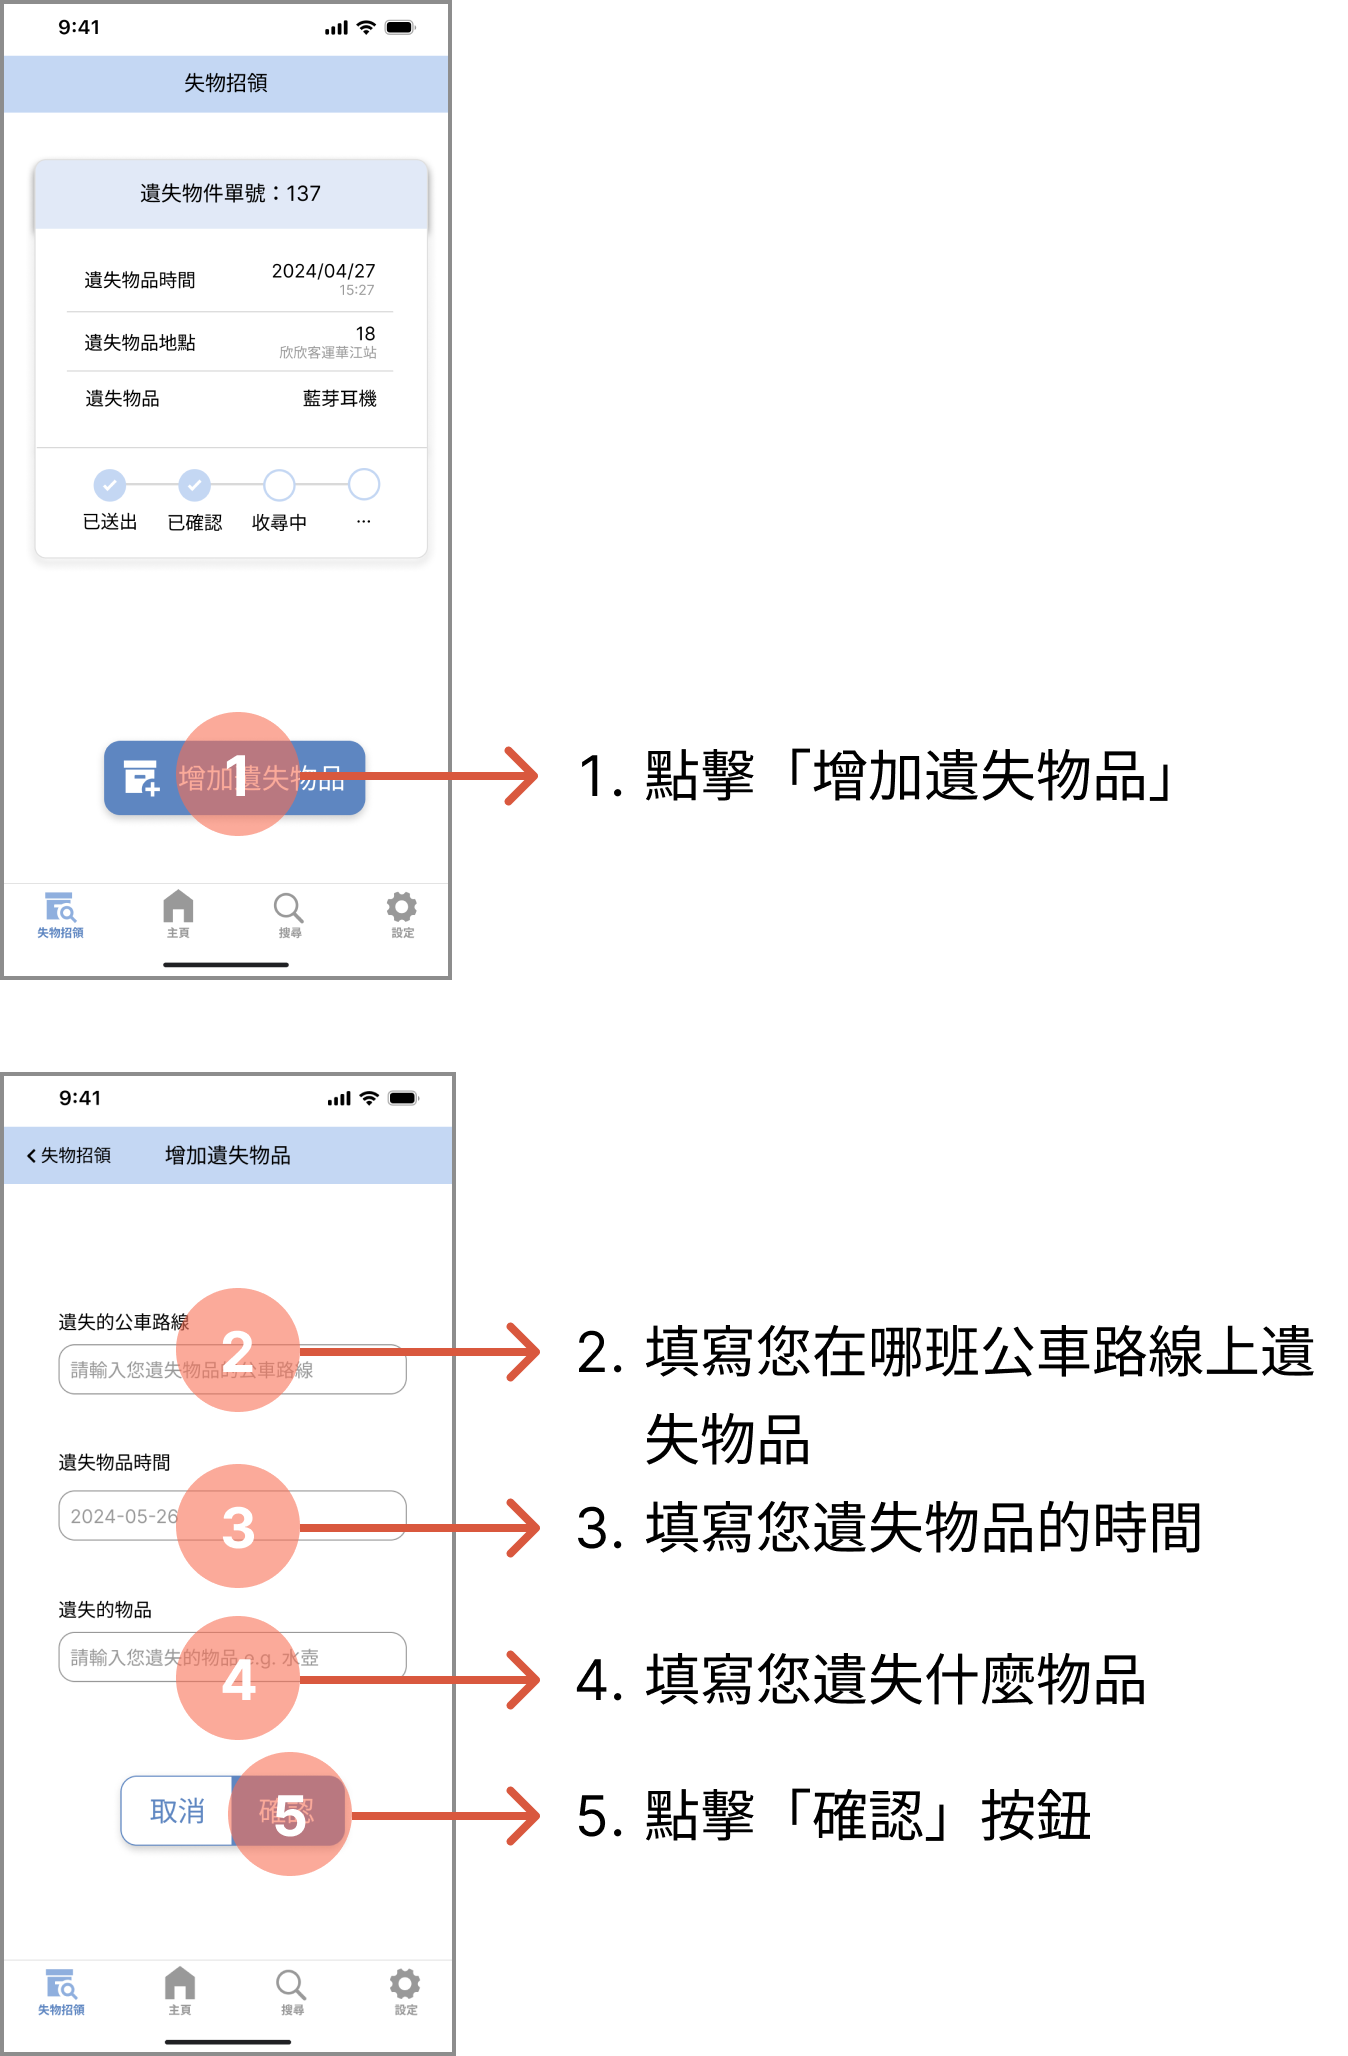 9:41
失物招領
遺失物件單號：137
遺失物品時間
2024/04/27
15:27
遺失物品地點
18
欣欣客運華江站
遺失物品
藍芽耳機
已送出
已確認
收尋中
...
增加遺失物品
1
1. 點擊「增加遺失物品」
失物招領
主頁
搜尋
設定
9:41
失物招領
增加遺失物品
遺失的公車路線
請輸入您遺失物品的公車路線
2
2. 填寫您在哪班公車路線上遺
失物品
遺失物品時間
2024-05-26
3
3. 填寫您遺失物品的時間
遺失的物品
請輸入您遺失的物品 e.g. 水壺
4
4. 填寫您遺失什麼物品
取消
確認
5
5. 點擊「確認」按鈕
失物招領
主頁
搜尋
設定